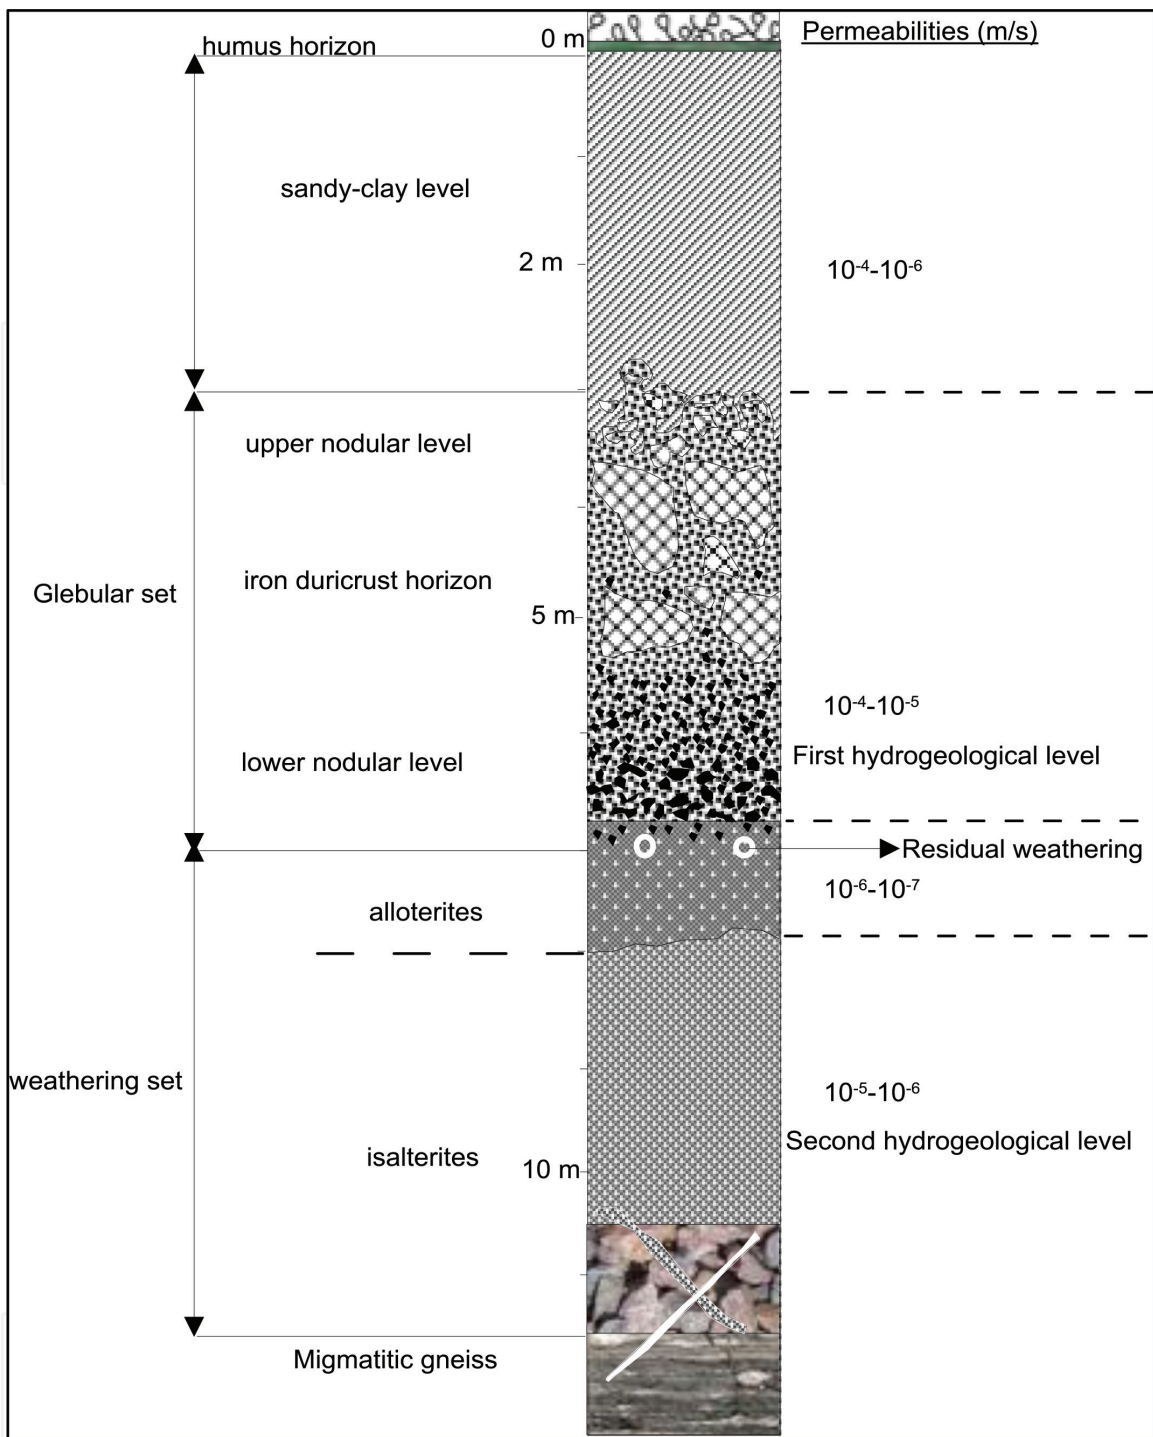 Permeabilities (m/s)
humus horizon
0 m
sandy-clay level
2 m
10⁻⁴-10⁻⁶
upper nodular level
iron duricrust horizon
Glebular set
5 m
10⁻⁴-10⁻⁵
First hydrogeological level
lower nodular level
Residual weathering
10⁻⁶-10⁻⁷
alloterites
weathering set
10⁻⁵-10⁻⁶
Second hydrogeological level
isalterites
10 m
Migmatitic gneiss